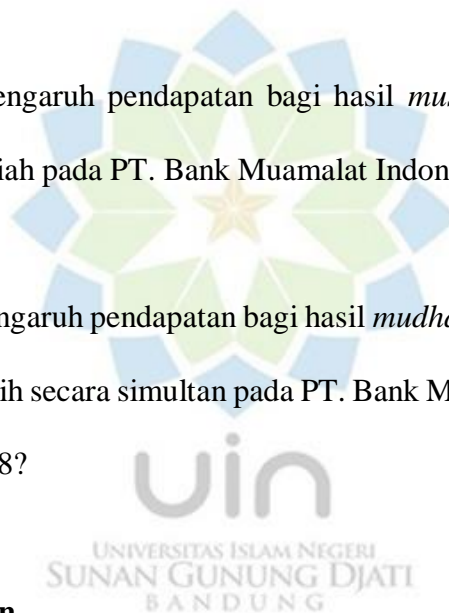 engaruh pendapatan bagi hasil
iah pada PT. Bank Muamalat Indon
ngaruh pendapatan bagi hasil mudha
ih secara simultan pada PT. Bank M
8?
uin
UNIVERSITAS ISLAM NEGERI
SUNAN GUNUNG DJATI
BANDUNG